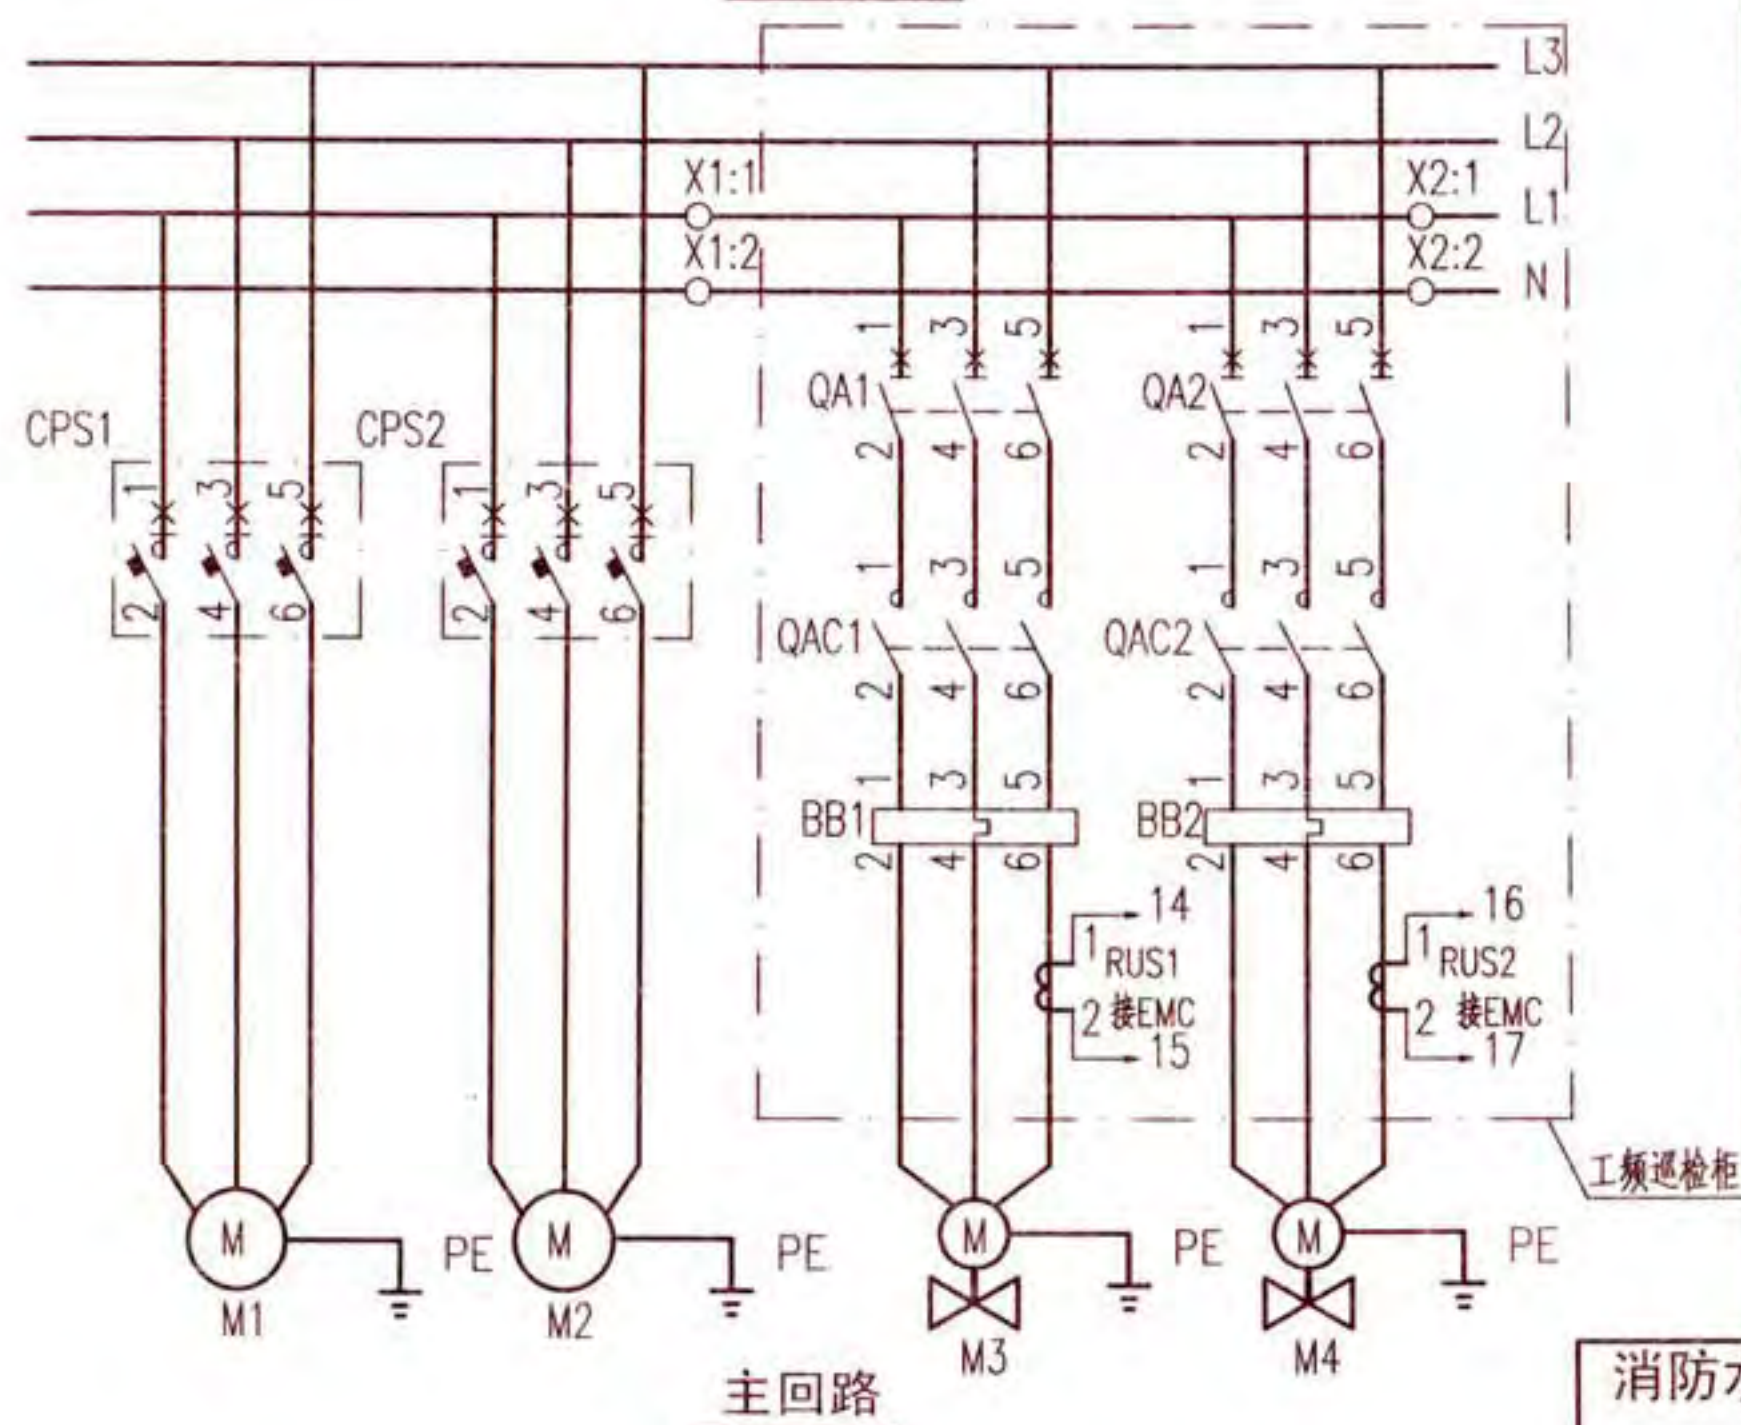 L3
L2
X1:1
X2:1
L1
X1:2
X2:2
N
1 3 5 1 3 5
QA1 QA2
2 4 6 2 4 6
CPS1 CPS2
1 3 5 1 3 5
2 4 6 2 4 6
1 3 5 1 3 5
QAC1 QAC2
2 4 6 2 4 6
1 3 5 1 3 5
BB1 BB2
2 4 6 2 4 6
14 16
1 RUS1 1 RUS2
2 接EMC 2 接EMC
15 17
工频巡检柜
M PE M PE M PE M PE
M1 M2 M3 M4
主回路
消防